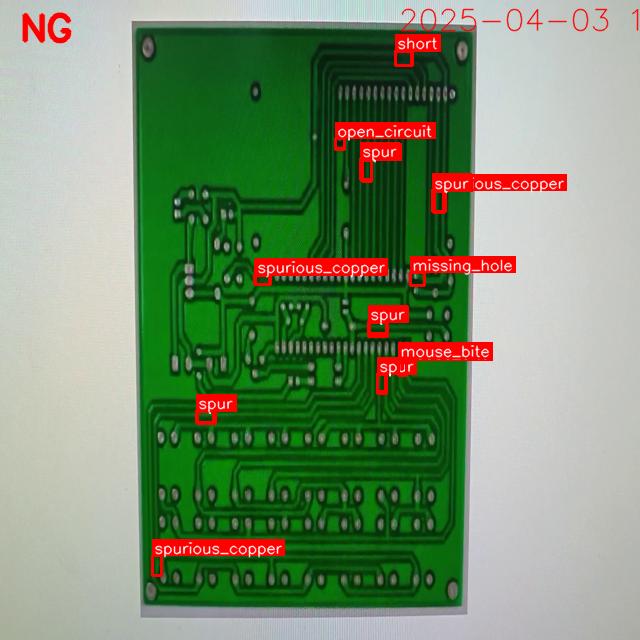 NG
2025-04-03 1
short
open_circuit
spur
spurious_copper
spurious_copper
missing_hole
spur
mouse_bite
spur
spur
spurious_copper